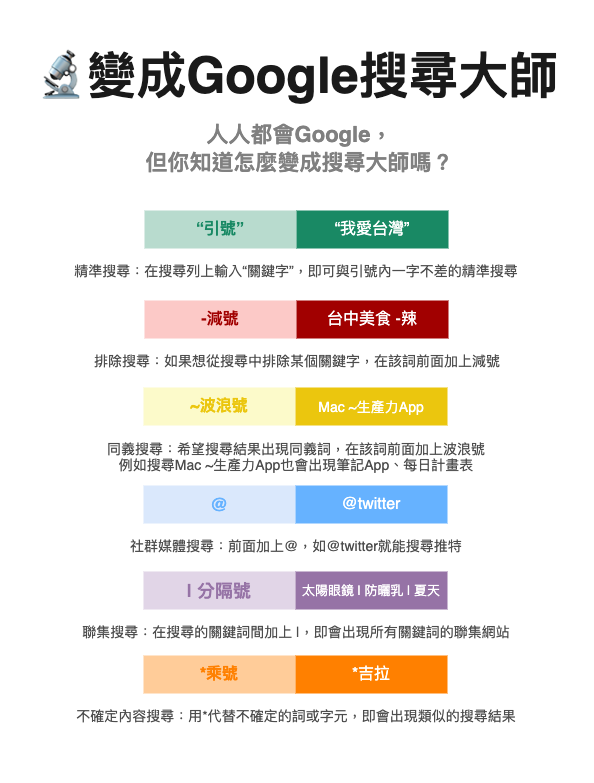 變成Google搜尋大師
人人都會Google，
但你知道怎麼變成搜尋大師嗎？
“引號” “我愛台灣”
精準搜尋：在搜尋列上輸入“關鍵字”，即可與引號內一字不差的精準搜尋
-減號 台中美食 -辣
排除搜尋：如果想從搜尋中排除某個關鍵字，在該詞前面加上減號
~波浪號 Mac ~生產力App
同義搜尋：希望搜尋結果出現同義詞，在該詞前面加上波浪號
例如搜尋Mac ~生產力App也會出現筆記App、每日計畫表
@ @twitter
社群媒體搜尋：前面加上@，如@twitter就能搜尋推特
| 分隔號 太陽眼鏡 | 防曬乳 | 夏天
聯集搜尋：在搜尋的關鍵詞間加上 |，即會出現所有關鍵詞的聯集網站
*乘號 *吉拉
不確定內容搜尋：用*代替不確定的詞或字元，即會出現類似的搜尋結果